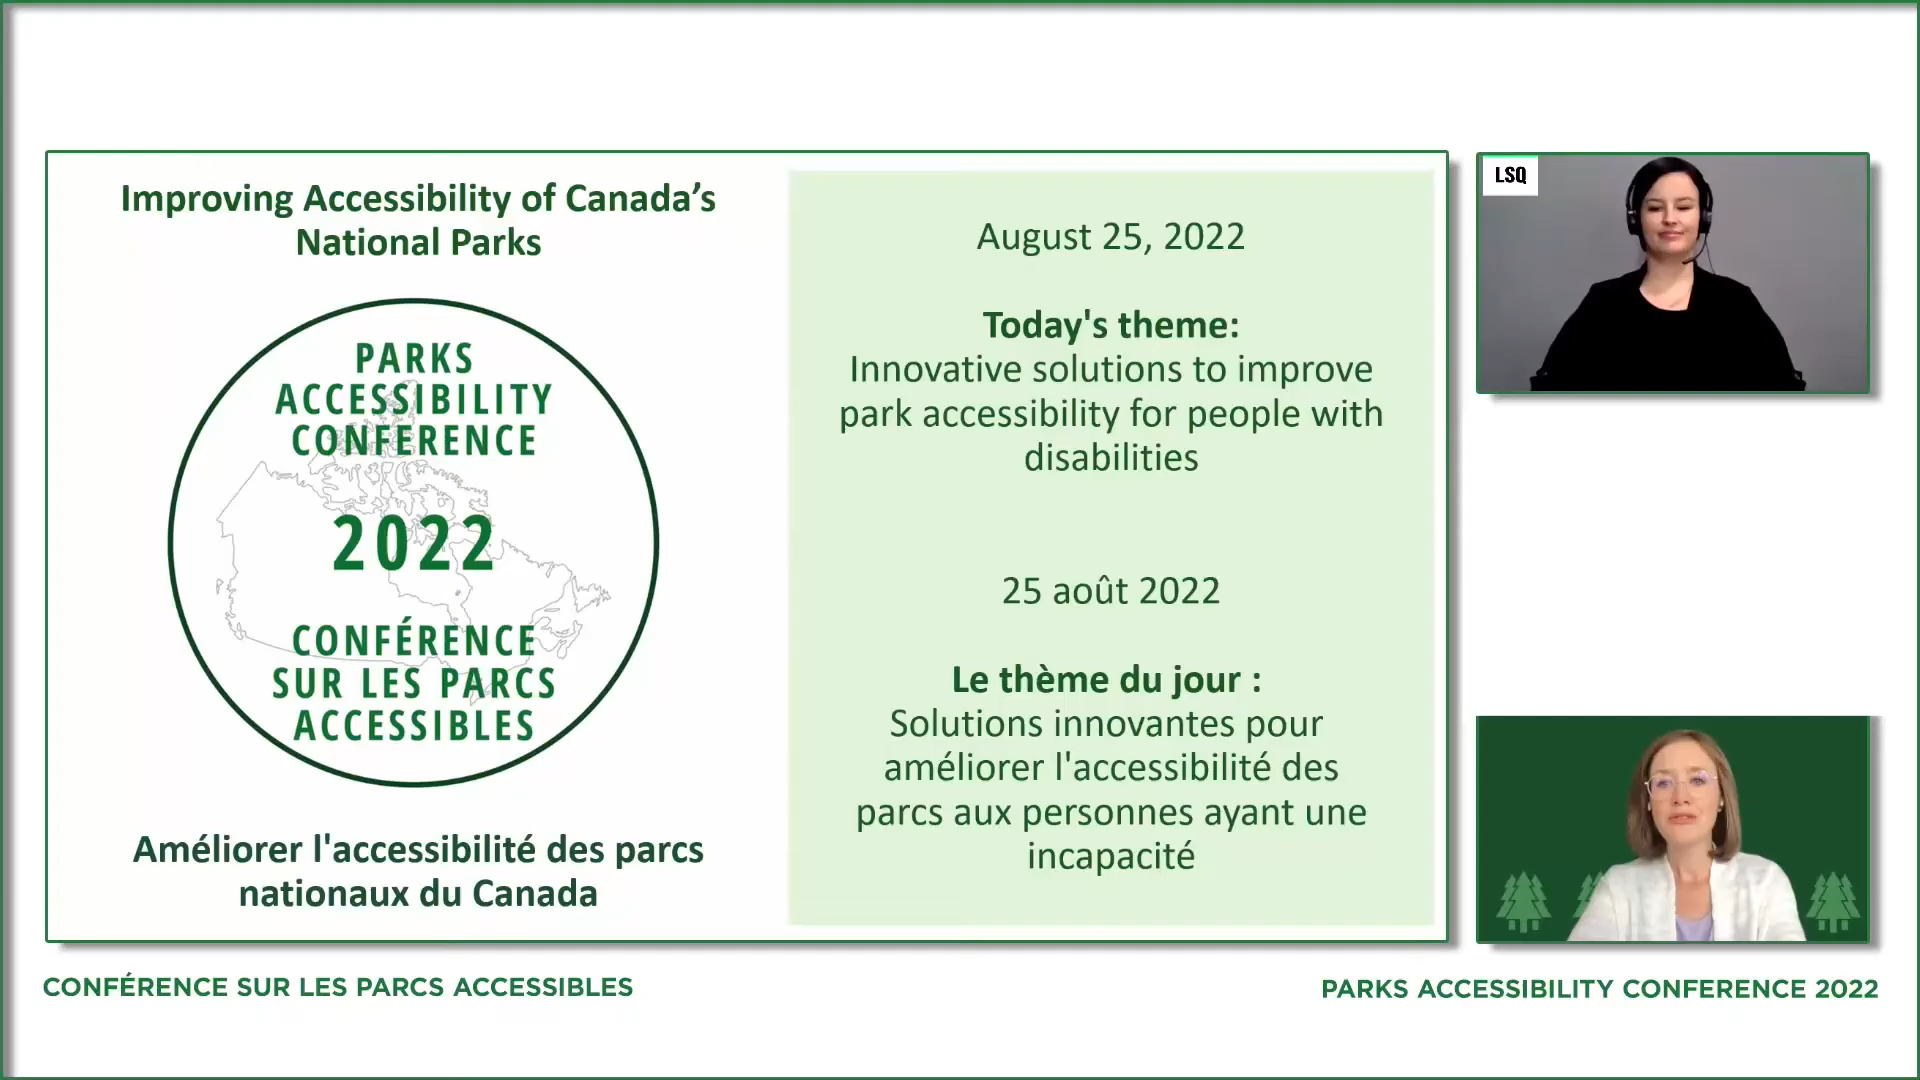 Improving Accessibility of Canada’s
National Parks
PARKS
ACCESSIBILITY
CONFERENCE
2022
CONFÉRENCE
SUR LES PARCS
ACCESSIBLES
Améliorer l'accessibilité des parcs
nationaux du Canada
August 25, 2022
Today's theme:
Innovative solutions to improve
park accessibility for people with
disabilities
25 août 2022
Le thème du jour :
Solutions innovantes pour
améliorer l'accessibilité des
parcs aux personnes ayant une
incapacité
LSQ
CONFÉRENCE SUR LES PARCS ACCESSIBLES
PARKS ACCESSIBILITY CONFERENCE 2022